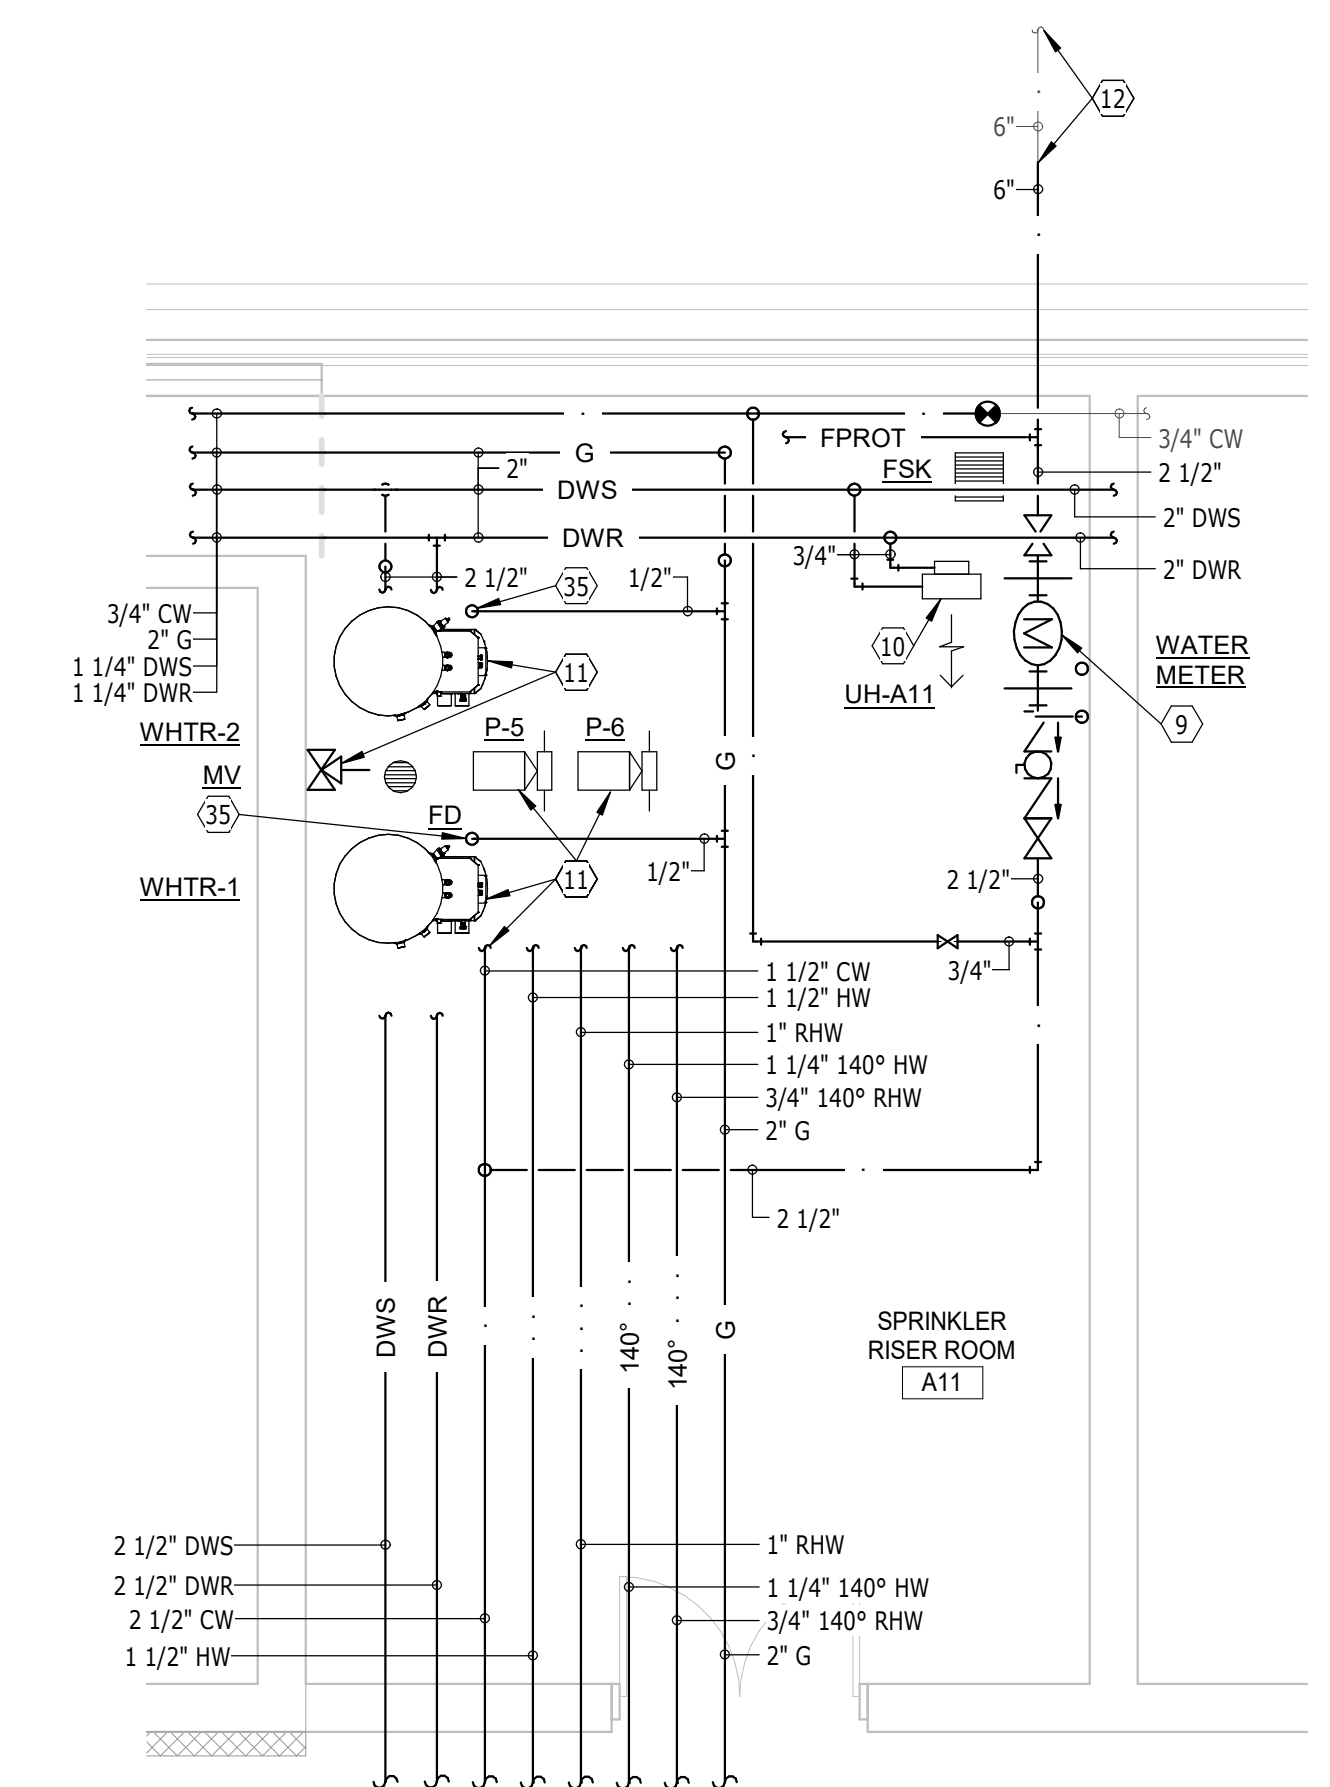 12
6"
6"
FPROT
3/4" CW
G
2"
FSK
2 1/2"
DWS
2" DWS
DWR
3/4"
2" DWR
2 1/2"
35
1/2"
3/4" CW
2" G
1 1/4" DWS
1 1/4" DWR
10
M
WATER
METER
11
UH-A11
9
WHTR-2
P-5
P-6
MV
G
35
FD
1/2"
11
2 1/2"
WHTR-1
3/4"
1 1/2" CW
1 1/2" HW
1" RHW
1 1/4" 140° HW
3/4" 140° RHW
2" G
2 1/2"
DWS
DWR
140°
140°
G
SPRINKLER
RISER ROOM
A11
2 1/2" DWS
1" RHW
2 1/2" DWR
1 1/4" 140° HW
2 1/2" CW
3/4" 140° RHW
1 1/2" HW
2" G